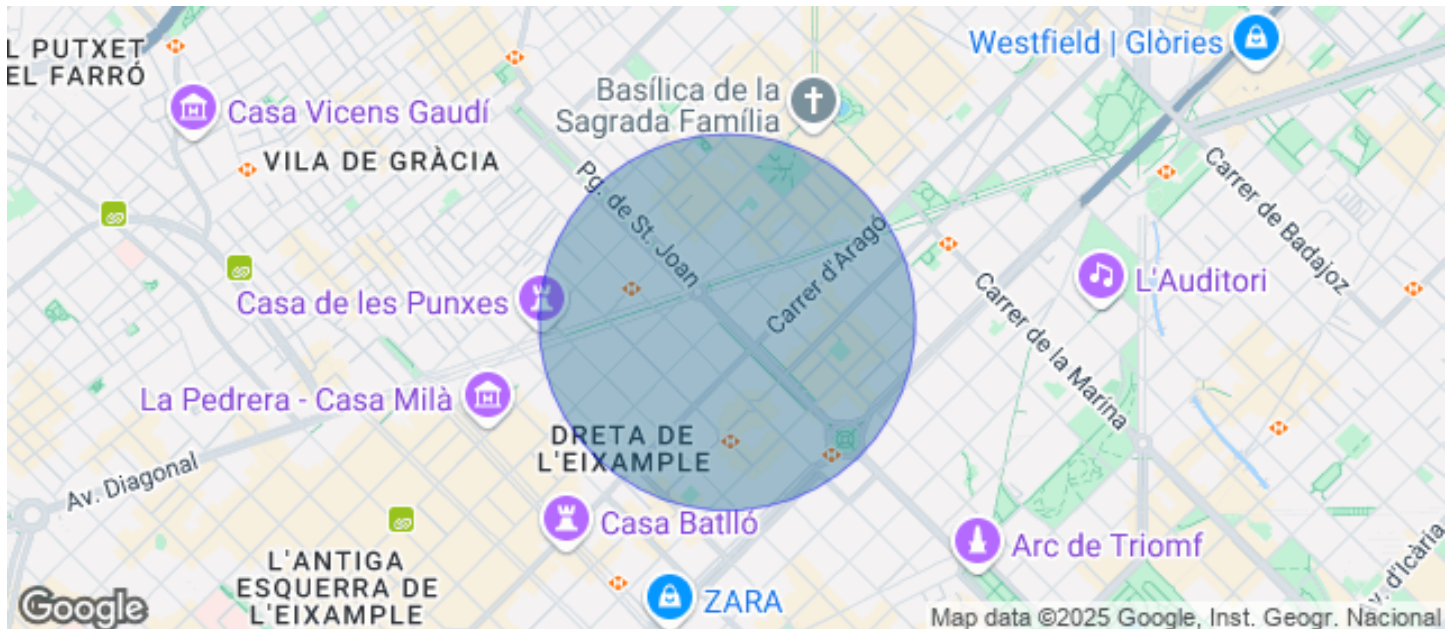 L PUTXET
EL FARRÓ
Casa Vicens Gaudí
VILA DE GRÀCIA
Basílica de la
Sagrada Família
Westfield | Glòries
Pg. de St. Joan
Carrer d'Aragó
Carrer de Badajoz
L'Auditori
Carrer de la Marina
Casa de les Punxes
La Pedrera - Casa Milà
Av. Diagonal
DRETA DE
L'EIXAMPLE
Casa Batlló
Arc de Triomf
L'ANTIGA
ESQUERRA DE
L'EIXAMPLE
ZARA
v. d'Icària
Google
Map data ©2025 Google, Inst. Geogr. Nacional